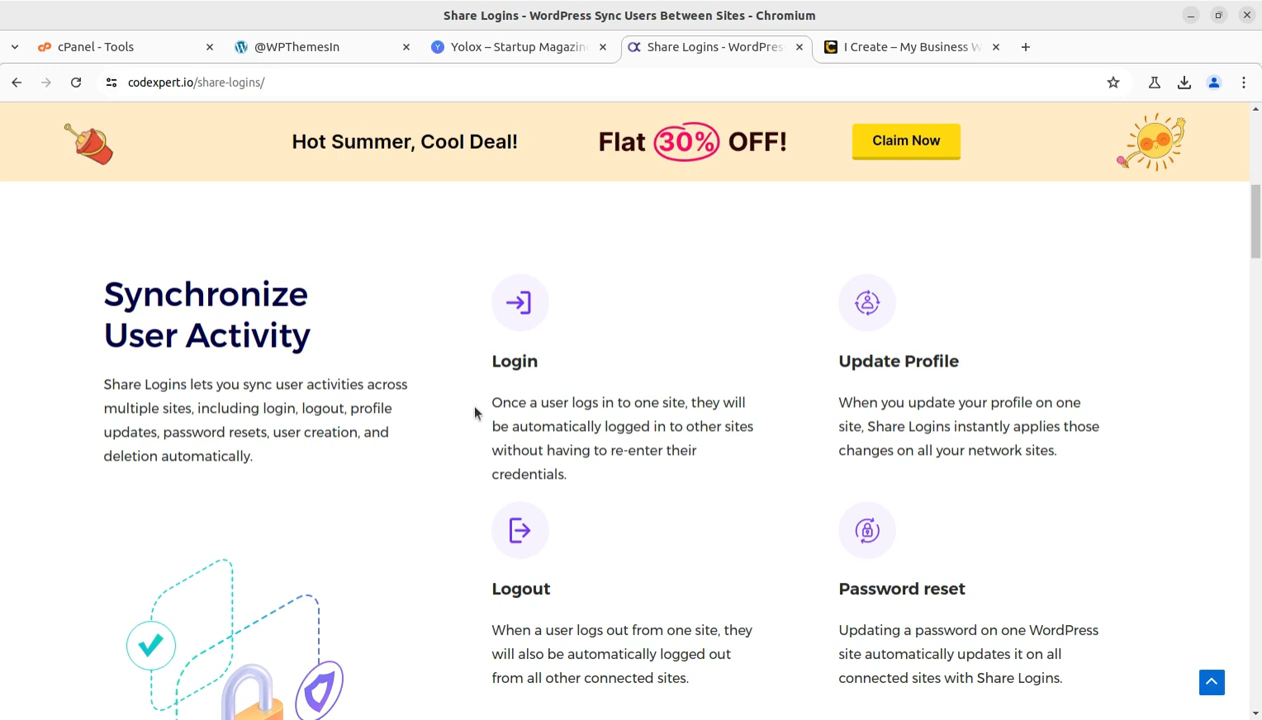 Share Logins - WordPress Sync Users Between Sites - Chromium
cPanel - Tools
@WPThemesIn
Yolox – Startup Magazin
Share Logins - WordPres
I Create – My Business W
codexpert.io/share-logins/
Hot Summer, Cool Deal!
Flat 30% OFF!
Claim Now
Synchronize
User Activity
Share Logins lets you sync user activities across
multiple sites, including login, logout, profile
updates, password resets, user creation, and
deletion automatically.
Login
Once a user logs in to one site, they will
be automatically logged in to other sites
without having to re-enter their
credentials.
Update Profile
When you update your profile on one
site, Share Logins instantly applies those
changes on all your network sites.
Logout
When a user logs out from one site, they
will also be automatically logged out
from all other connected sites.
Password reset
Updating a password on one WordPress
site automatically updates it on all
connected sites with Share Logins.